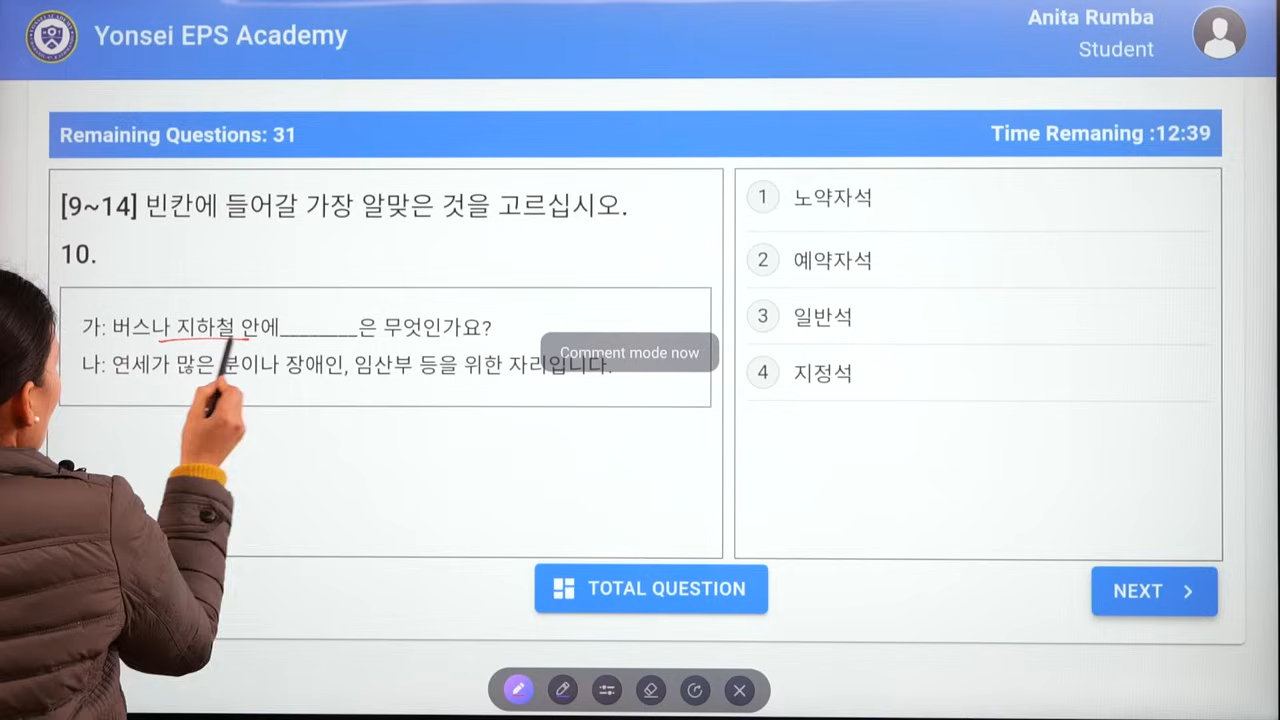 Yonsei EPS Academy
Anita Rumba
Student
Remaining Questions: 31
Time Remaning :12:39
[9~14] 빈칸에 들어갈 가장 알맞은 것을 고르십시오.
10.
가: 버스나 지하철 안에________은 무엇인가요?
나: 연세가 많은 분이나 장애인, 임산부 등을 위한 자리입니다.
Comment mode now
1 노약자석
2 예약자석
3 일반석
4 지정석
TOTAL QUESTION
NEXT